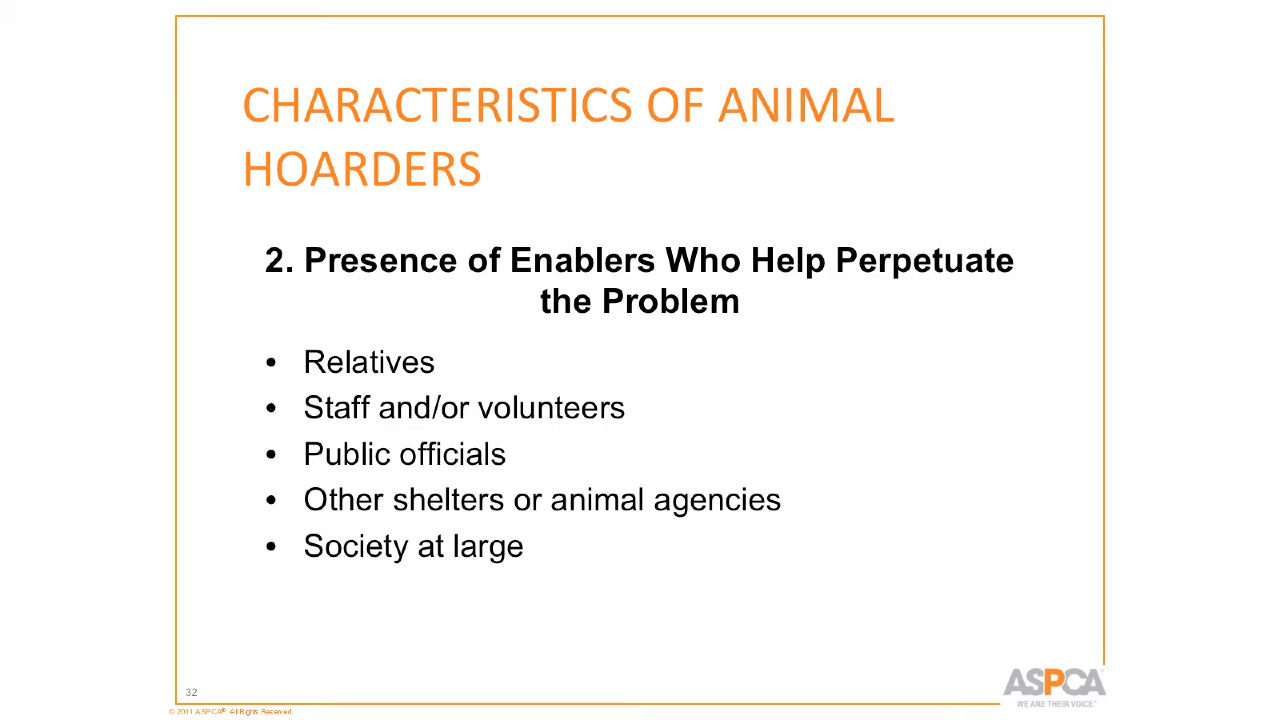 CHARACTERISTICS OF ANIMAL
HOARDERS
2. Presence of Enablers Who Help Perpetuate
the Problem
• Relatives
• Staff and/or volunteers
• Public officials
• Other shelters or animal agencies
• Society at large
32
© 2011 ASPCA®. All Rights Reserved.
ASPCA
WE ARE THEIR VOICE™